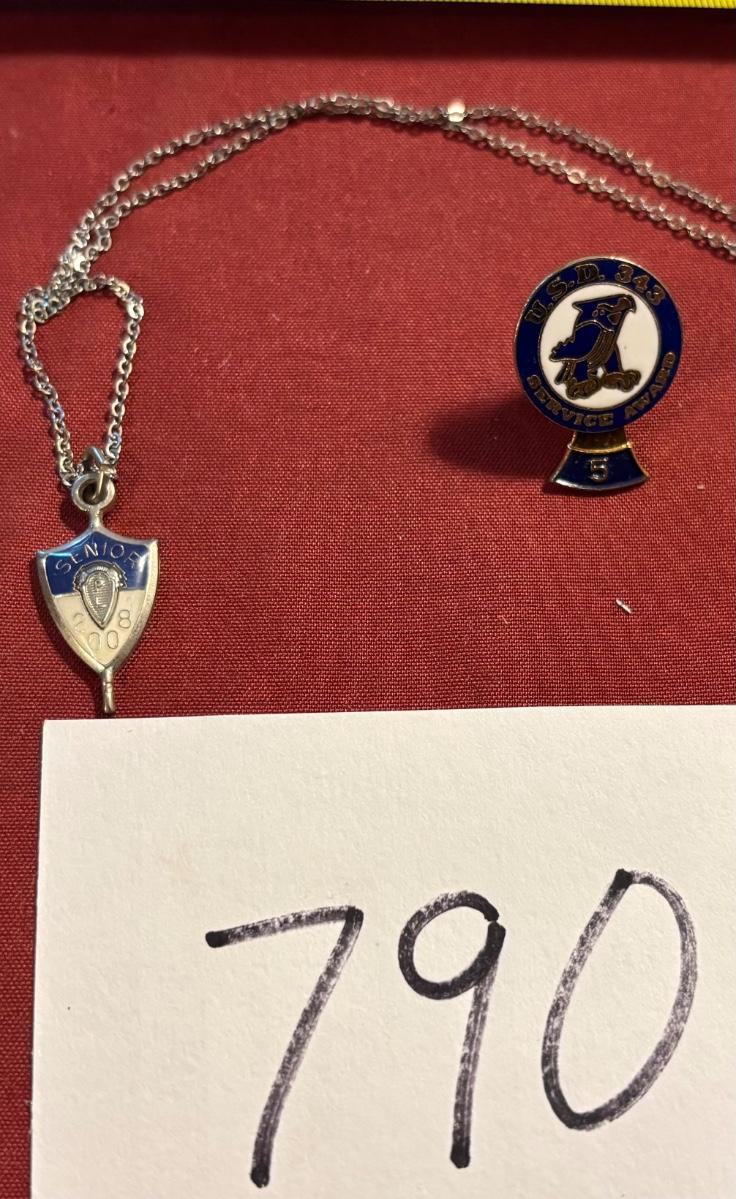 U.S.D. 343
SERVICE AWARD
5
SENIOR
2008
790